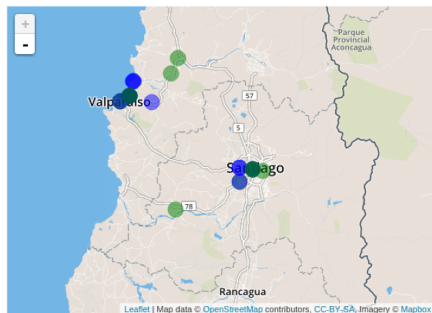 +
-
Parque
Provincial
Aconcagua
57
Valparaíso
5
Santiago
78
Rancagua
Leaflet | Map data © OpenStreetMap contributors, CC-BY-SA, Imagery © Mapbox